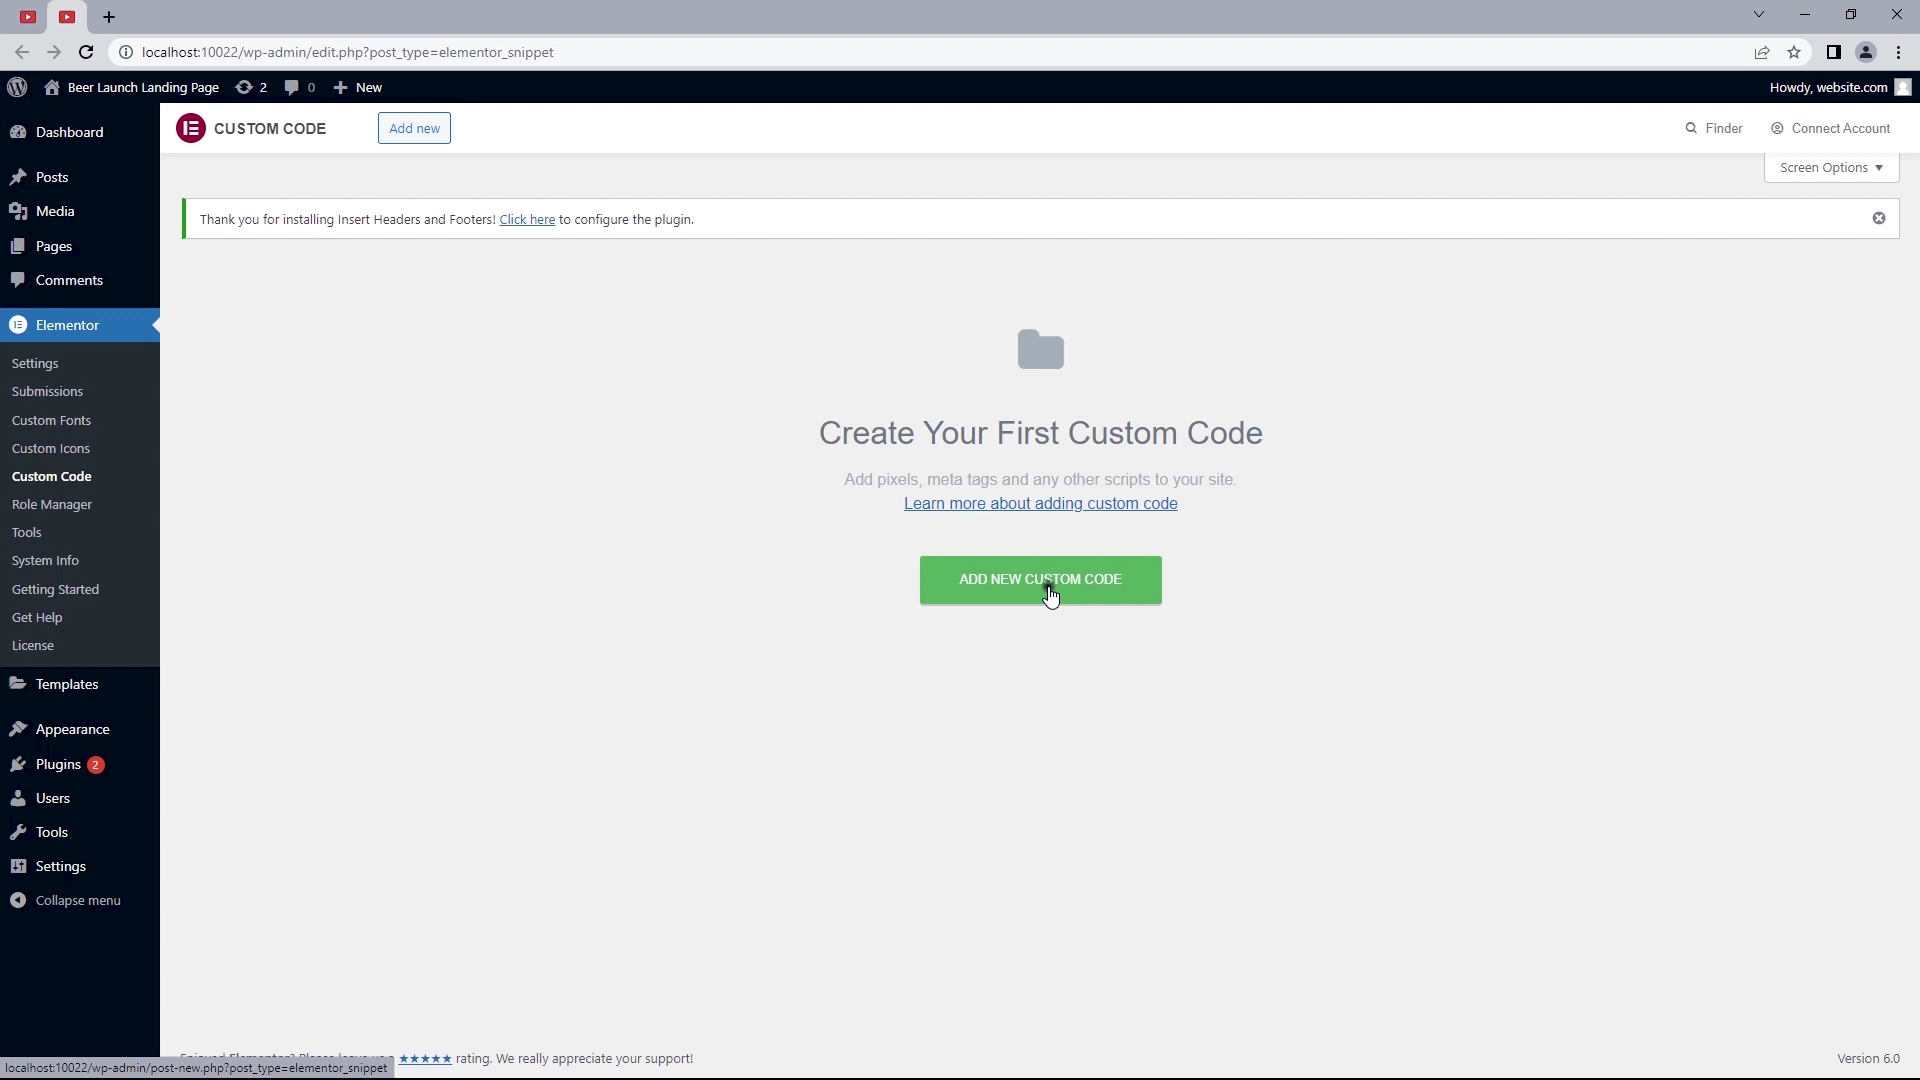 localhost:10022/wp-admin/edit.php?post_type=elementor_snippet
Beer Launch Landing Page 2 0 New Howdy, website.com
Dashboard
Posts
Media
Pages
Comments
Elementor
Settings
Submissions
Custom Fonts
Custom Icons
Custom Code
Role Manager
Tools
System Info
Getting Started
Get Help
License
Templates
Appearance
Plugins 2
Users
Tools
Settings
Collapse menu
CUSTOM CODE Add new Finder Connect Account
Screen Options
Thank you for installing Insert Headers and Footers! Click here to configure the plugin.
Create Your First Custom Code
Add pixels, meta tags and any other scripts to your site.
Learn more about adding custom code
ADD NEW CUSTOM CODE
★★★★★ rating. We really appreciate your support! Version 6.0
localhost:10022/wp-admin/post-new.php?post_type=elementor_snippet